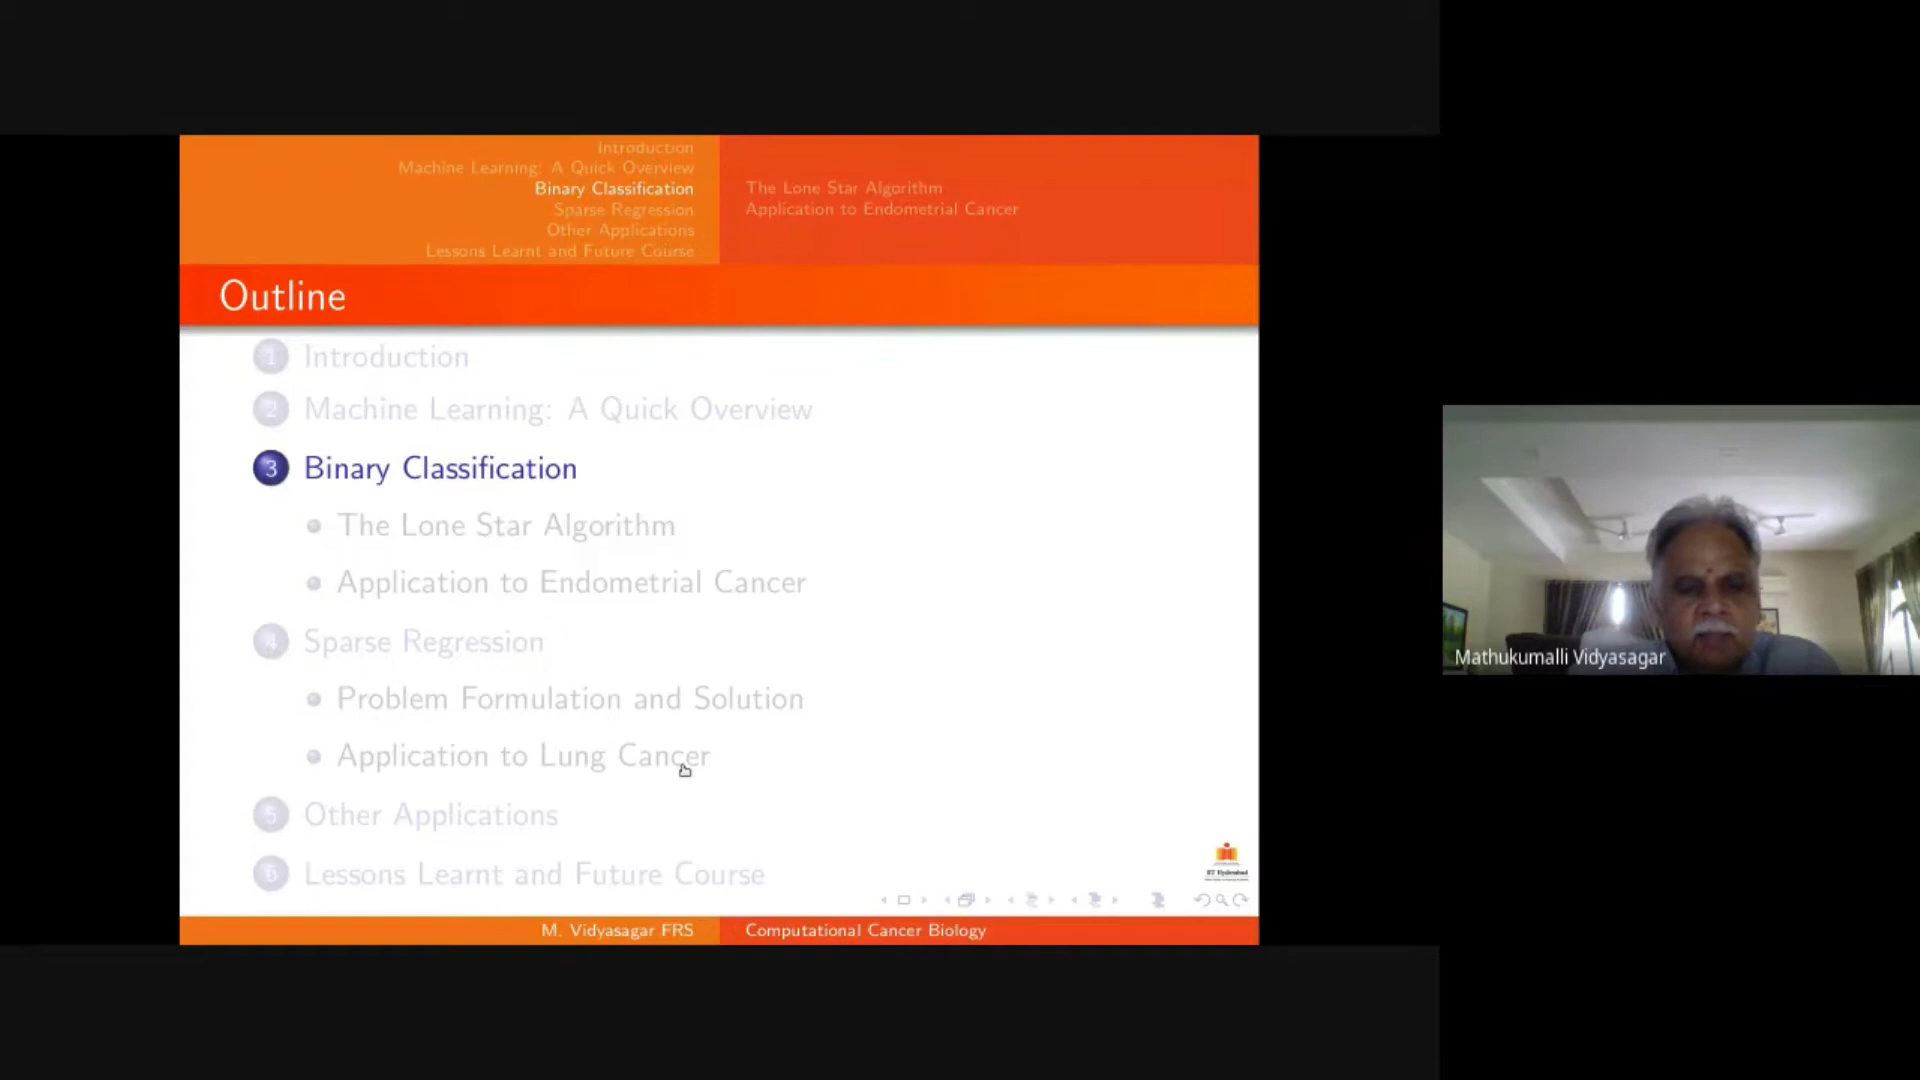 Introduction
Machine Learning: A Quick Overview
Binary Classification
Sparse Regression
Other Applications
Lessons Learnt and Future Course
The Lone Star Algorithm
Application to Endometrial Cancer
Outline
1 Introduction
2 Machine Learning: A Quick Overview
3 Binary Classification
The Lone Star Algorithm
Application to Endometrial Cancer
4 Sparse Regression
Problem Formulation and Solution
Application to Lung Cancer
5 Other Applications
6 Lessons Learnt and Future Course
IIT Hyderabad
M. Vidyasagar FRS
Computational Cancer Biology
Mathukumalli Vidyasagar